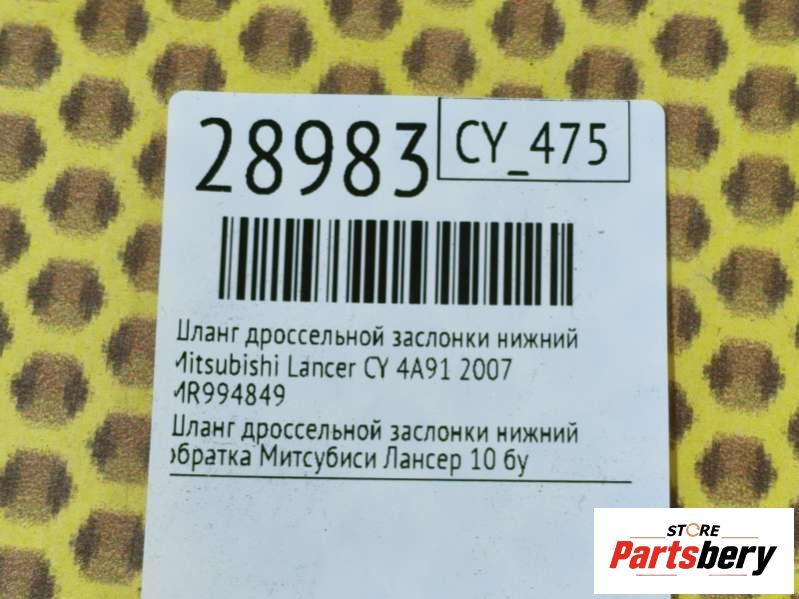 28983
CY_475
Шланг дроссельной заслонки нижний
Mitsubishi Lancer CY 4A91 2007
MR994849
Шланг дроссельной заслонки нижний
обратка Митсубиси Лансер 10 бу
STORE
Partsbery